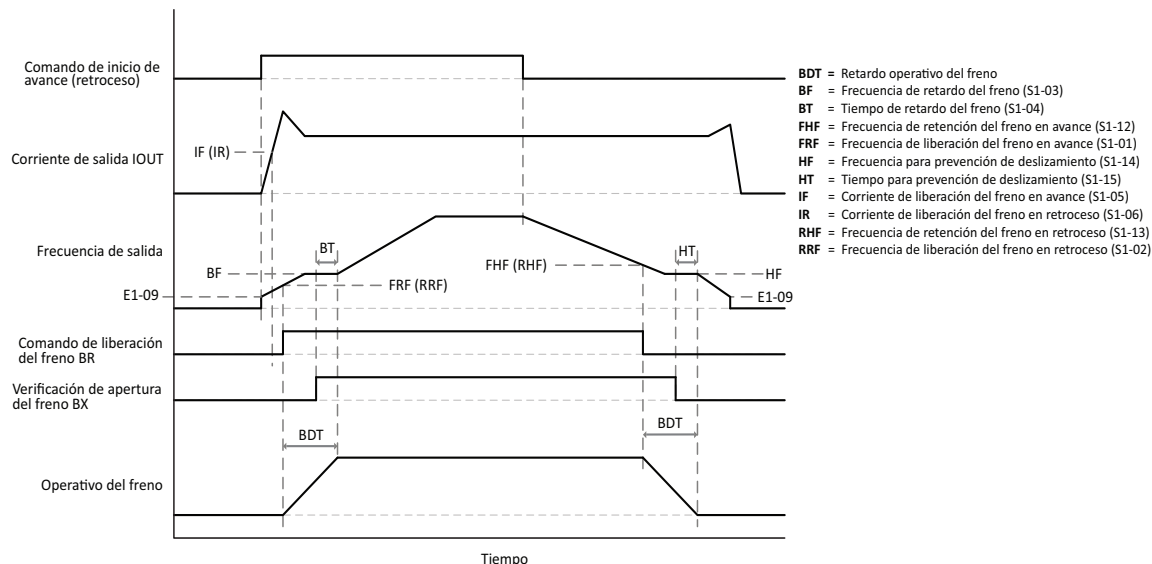 Comando de inicio de
avance (retroceso)
Corriente de salida IOUT
IF (IR)
Frecuencia de salida
BT
BF
FRF (RRF)
FHF (RHF)
HT
HF
E1-09
E1-09
Comando de liberación
del freno BR
Verificación de apertura
del freno BX
BDT
BDT
Operativo del freno
Tiempo
BDT = Retardo operativo del freno
BF = Frecuencia de retardo del freno (S1-03)
BT = Tiempo de retardo del freno (S1-04)
FHF = Frecuencia de retención del freno en avance (S1-12)
FRF = Frecuencia de liberación del freno en avance (S1-01)
HF = Frecuencia para prevención de deslizamiento (S1-14)
HT = Tiempo para prevención de deslizamiento (S1-15)
IF = Corriente de liberación del freno en avance (S1-05)
IR = Corriente de liberación del freno en retroceso (S1-06)
RHF = Frecuencia de retención del freno en retroceso (S1-13)
RRF = Frecuencia de liberación del freno en retroceso (S1-02)